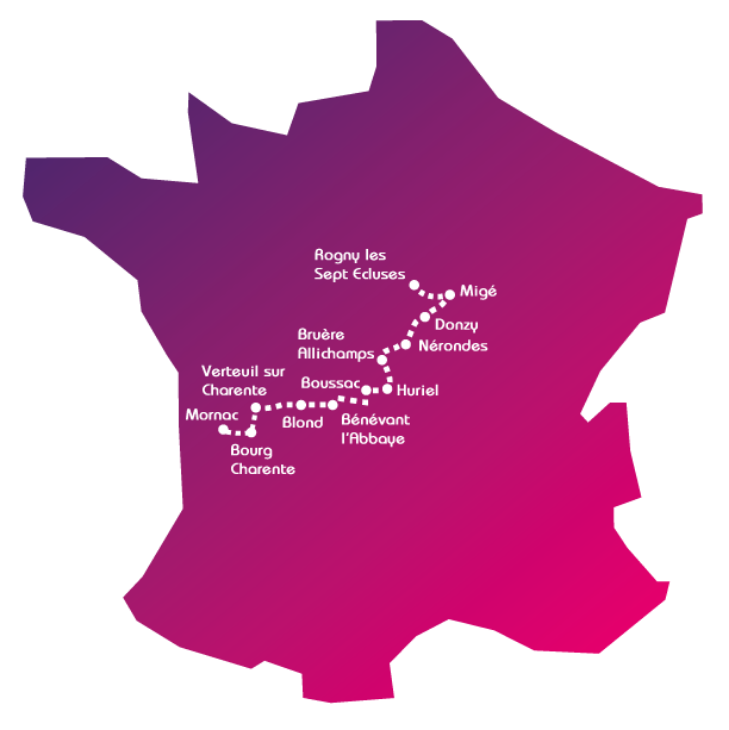 Rogny les
Sept Ecluses
Migé
Donzy
Bruère
Allichamps
Nérondes
Verteuil sur
Charente
Boussac
Huriel
Mornac
Blond
Bénévant
l'Abbaye
Bourg
Charente